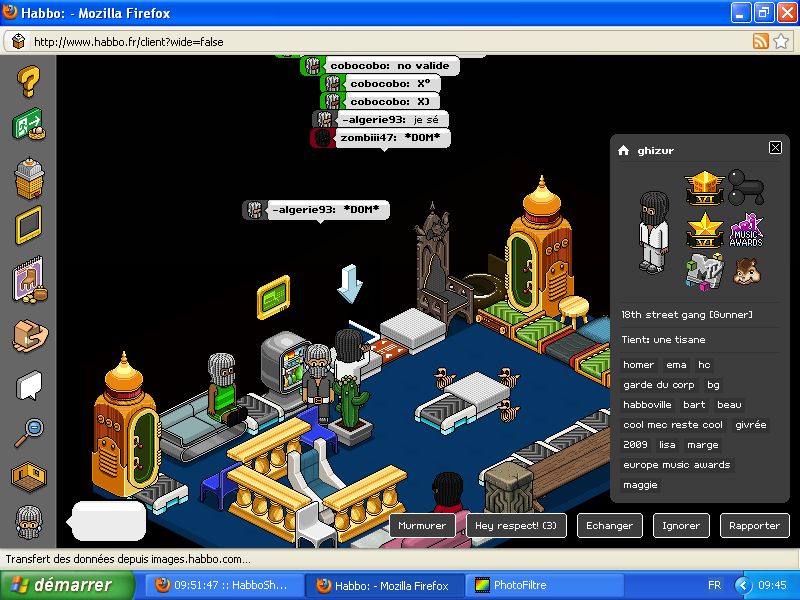 Habbo: - Mozilla Firefox
http://www.habbo.fr/client?wide=false
cobocobo: no valide
cobocobo: X°
cobocobo: XJ
-algerie93: je sé
zombiii47: *DOM*
-algerie93: *DOM*
ghizur
VI
VI
MUSIC
AWARDS
18th street gang [Gunner]
Tient: une tisane
homer ema hc
garde du corp bg
habboville bart beau
cool mec reste cool givrée
2009 lisa marge
europe music awards
maggie
Murmurer Hey respect! (3) Echanger Ignorer Rapporter
Transfert des données depuis images.habbo.com...
démarrer 09:51:47 :: HabboSh... Habbo: - Mozilla Firefox PhotoFiltre FR 09:45